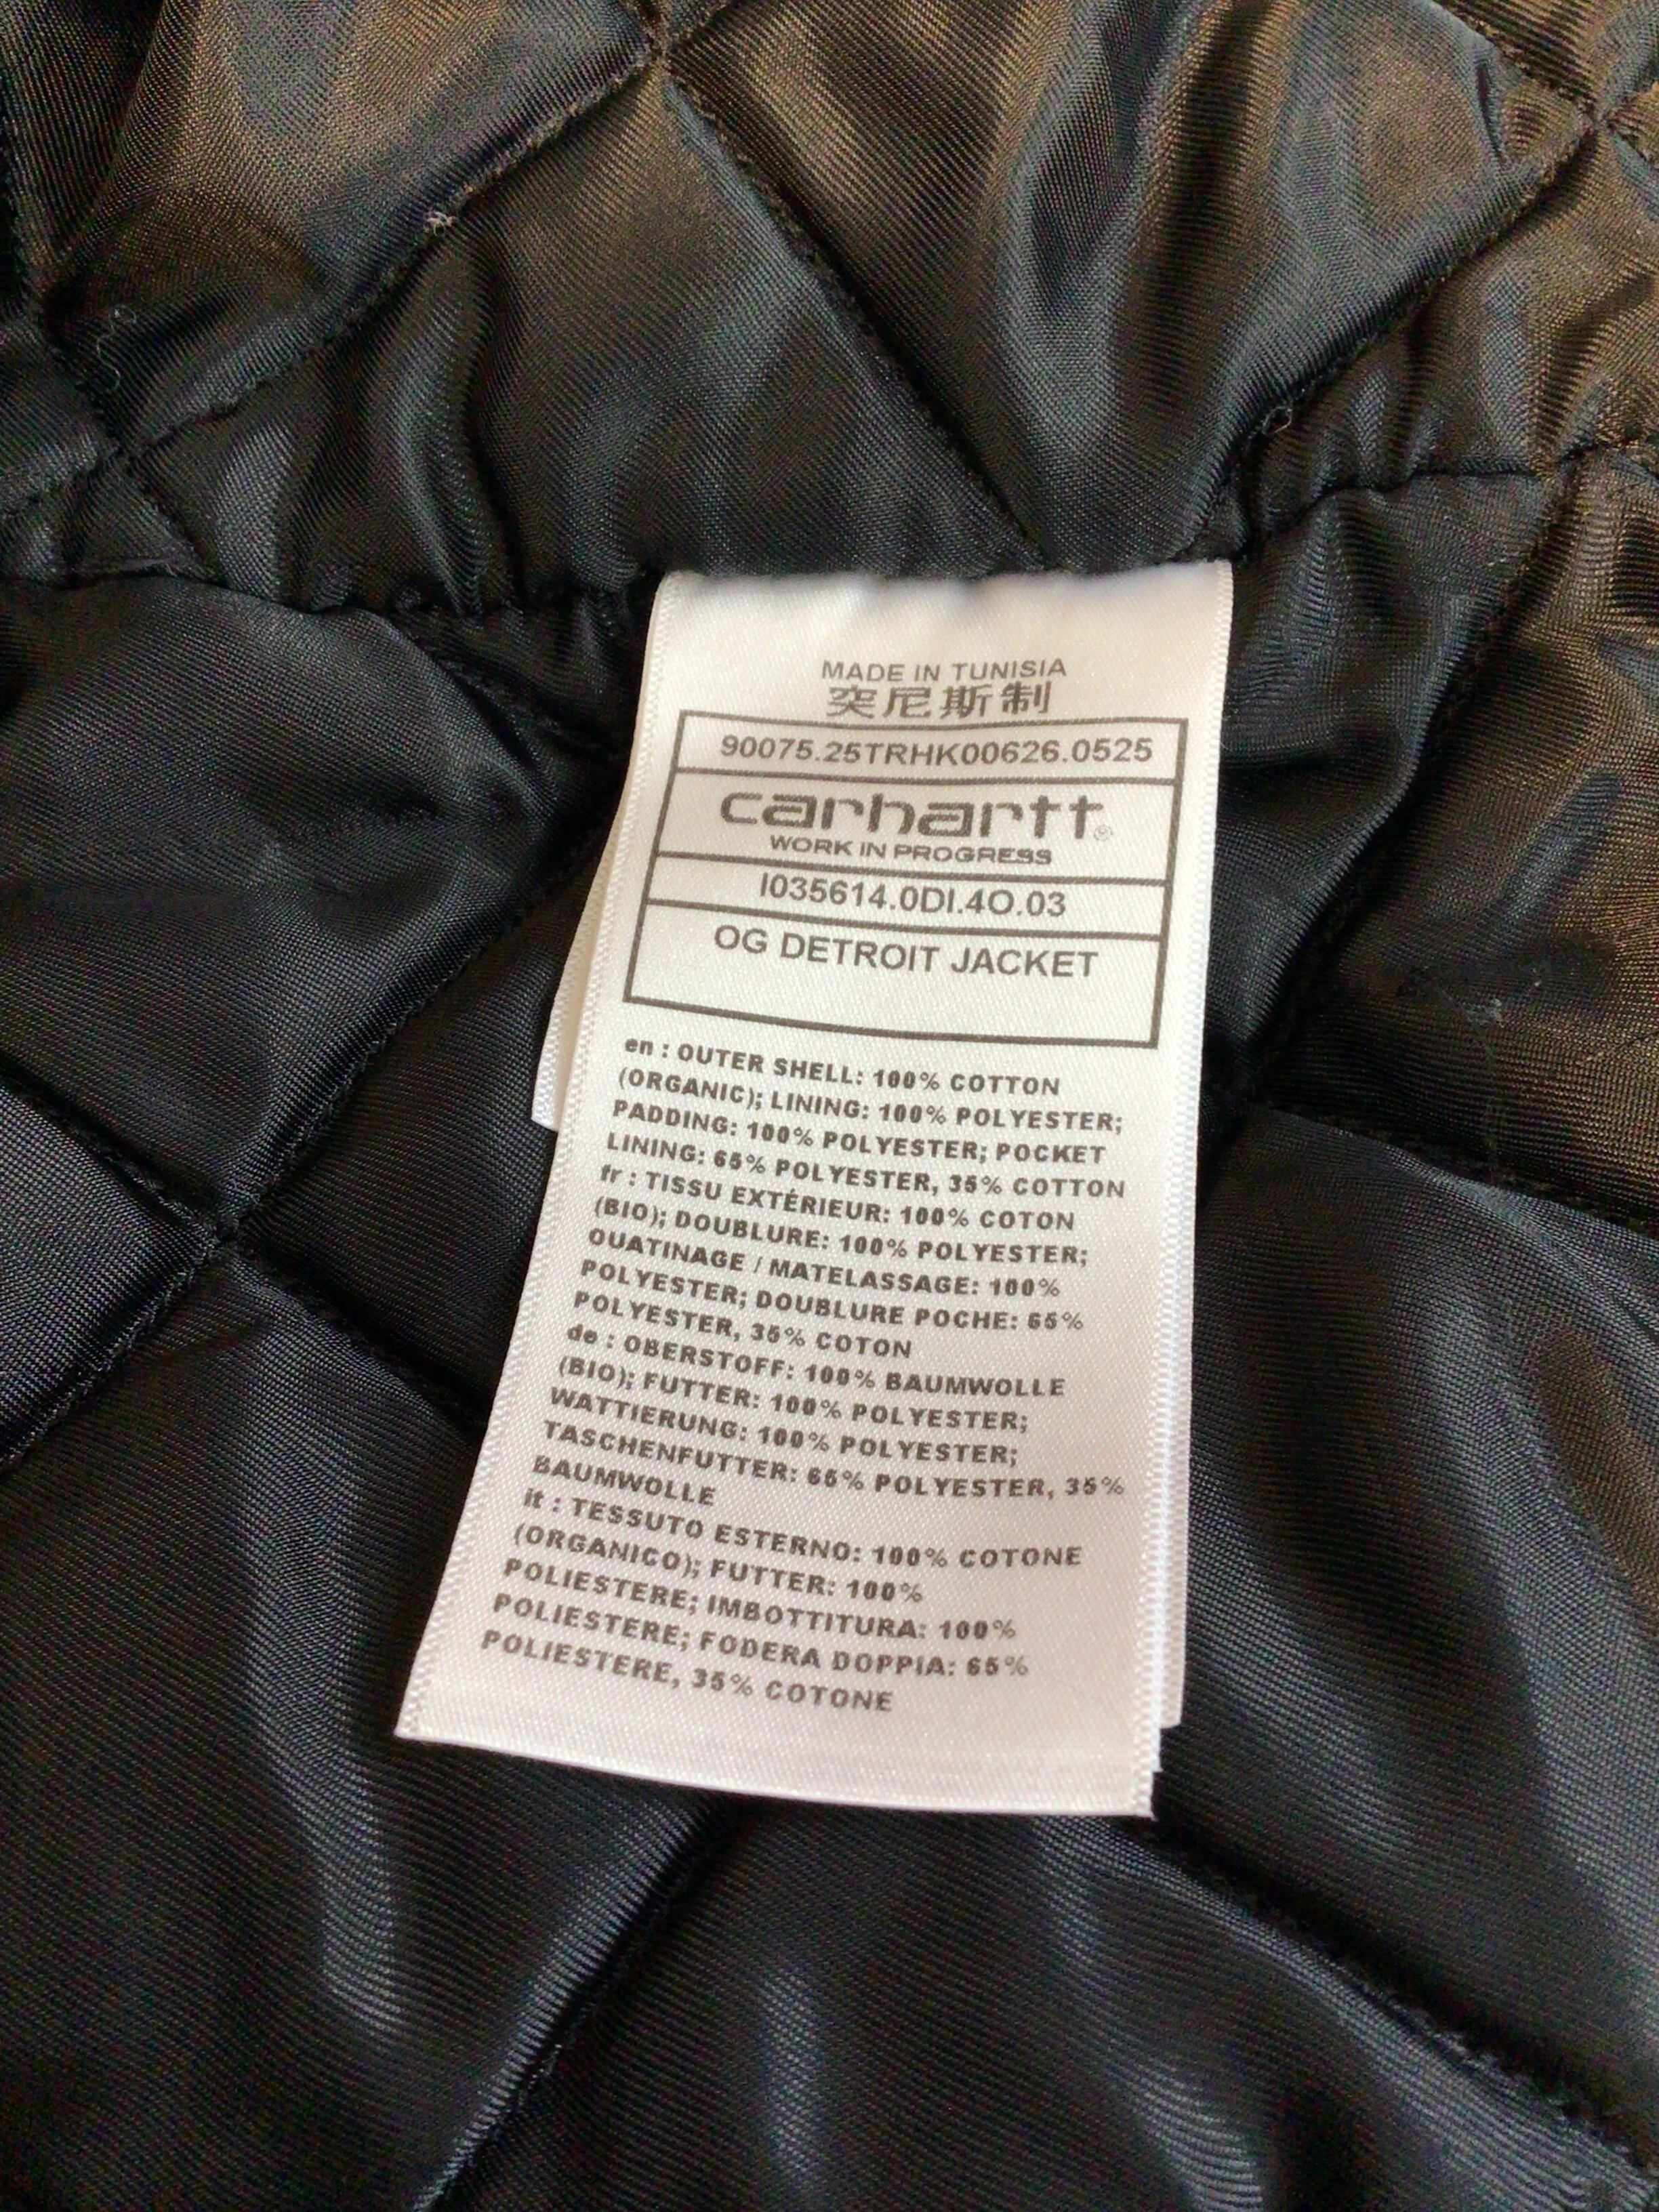 MADE IN TUNISIA
突尼斯制
90075.25TRHK00626.0525
carhartt®
WORK IN PROGRESS
I035614.0DI.4O.03
OG DETROIT JACKET
en : OUTER SHELL: 100% COTTON
(ORGANIC); LINING: 100% POLYESTER;
PADDING: 100% POLYESTER; POCKET
LINING: 65% POLYESTER, 35% COTTON
fr : TISSU EXTÉRIEUR: 100% COTON
(BIO); DOUBLURE: 100% POLYESTER;
OUATINAGE / MATELASSAGE: 100%
POLYESTER; DOUBLURE POCHE: 65%
POLYESTER, 35% COTON
de : OBERSTOFF: 100% BAUMWOLLE
(BIO); FUTTER: 100% POLYESTER;
WATTIERUNG: 100% POLYESTER;
TASCHENFUTTER: 65% POLYESTER, 35%
BAUMWOLLE
it : TESSUTO ESTERNO: 100% COTONE
(ORGANICO); FUTTER: 100%
POLIESTERE; IMBOTTITURA: 100%
POLIESTERE; FODERA DOPPIA: 65%
POLIESTERE, 35% COTONE